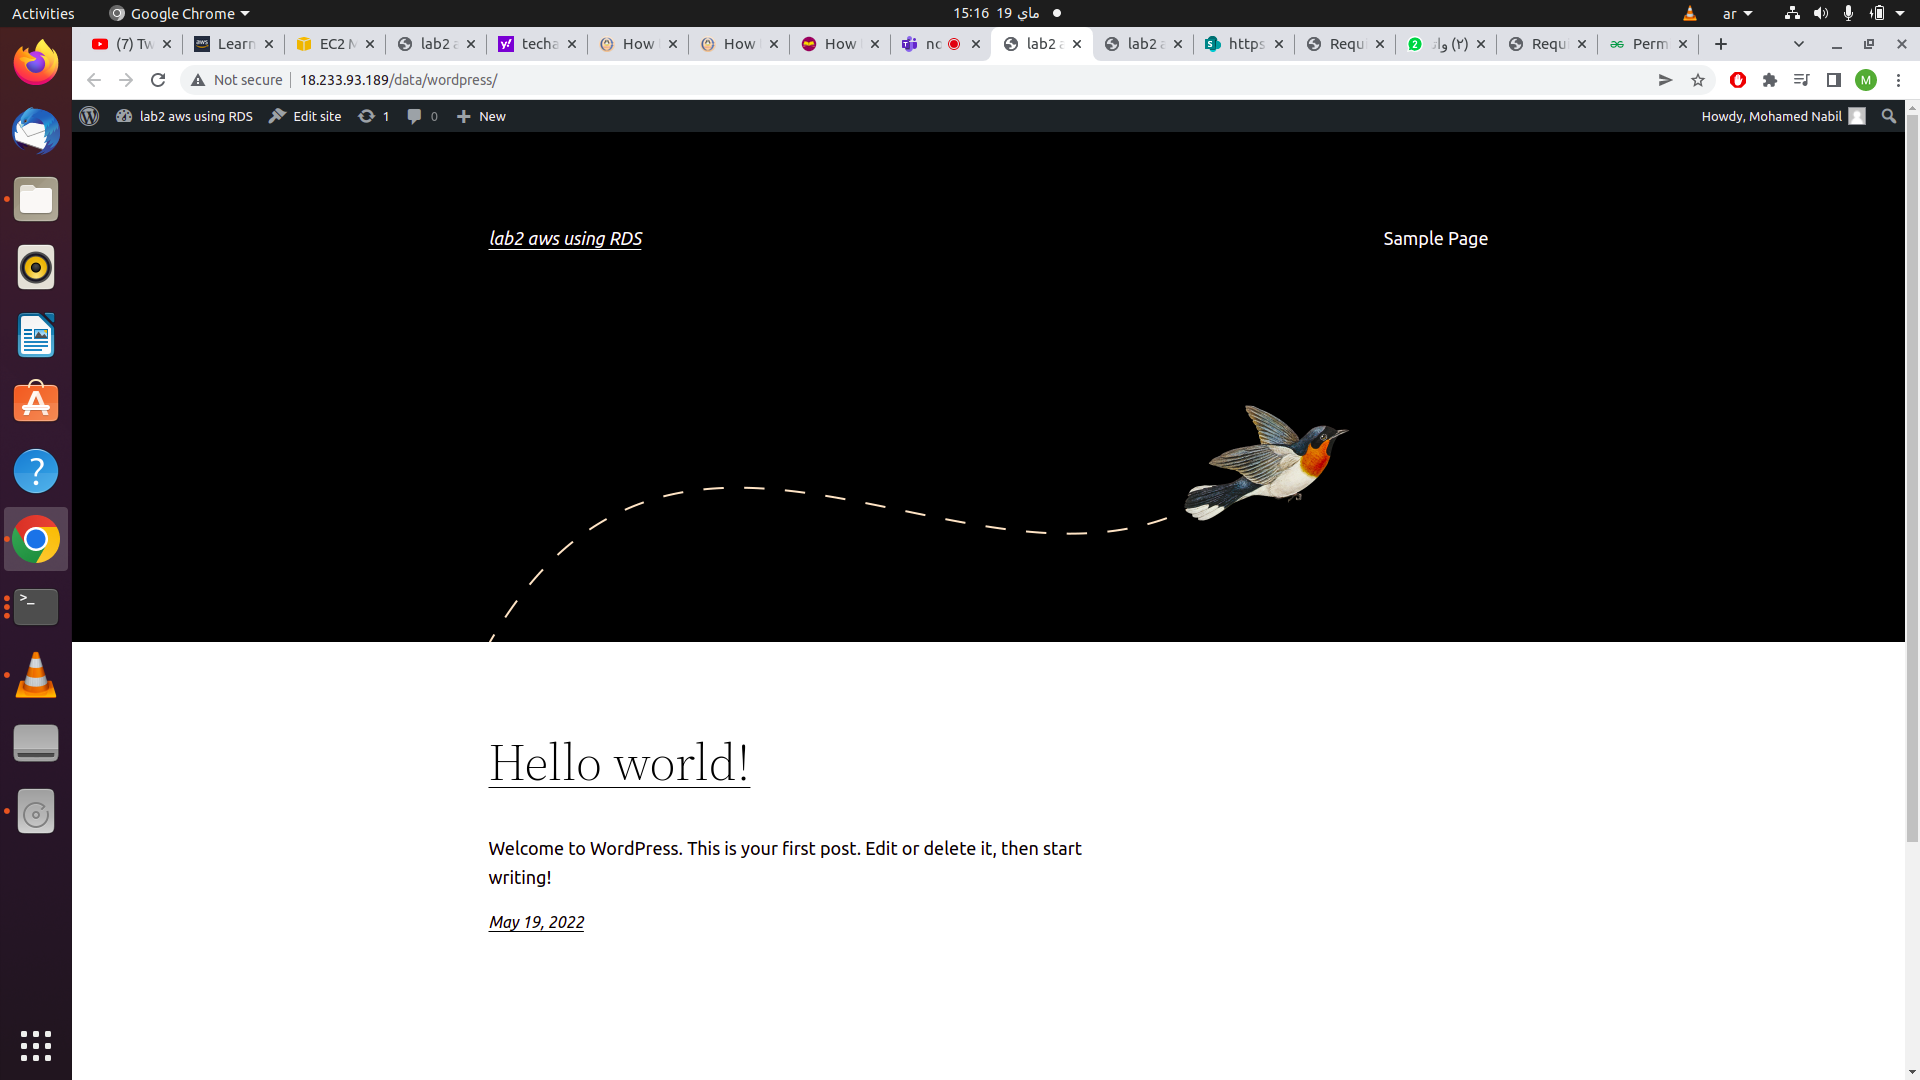 Activities
Google Chrome
15:16 19 ماي
ar
(7) Tw
Learn
EC2 M
lab2 a
techa
How
How
How
no
lab2 a
lab2 a
https
Requ
(٢) وات
Requ
Perm
Not secure
18.233.93.189/data/wordpress/
M
lab2 aws using RDS
Edit site
1
0
New
Howdy, Mohamed Nabil
lab2 aws using RDS
Sample Page
Hello world!
Welcome to WordPress. This is your first post. Edit or delete it, then start
writing!
May 19, 2022